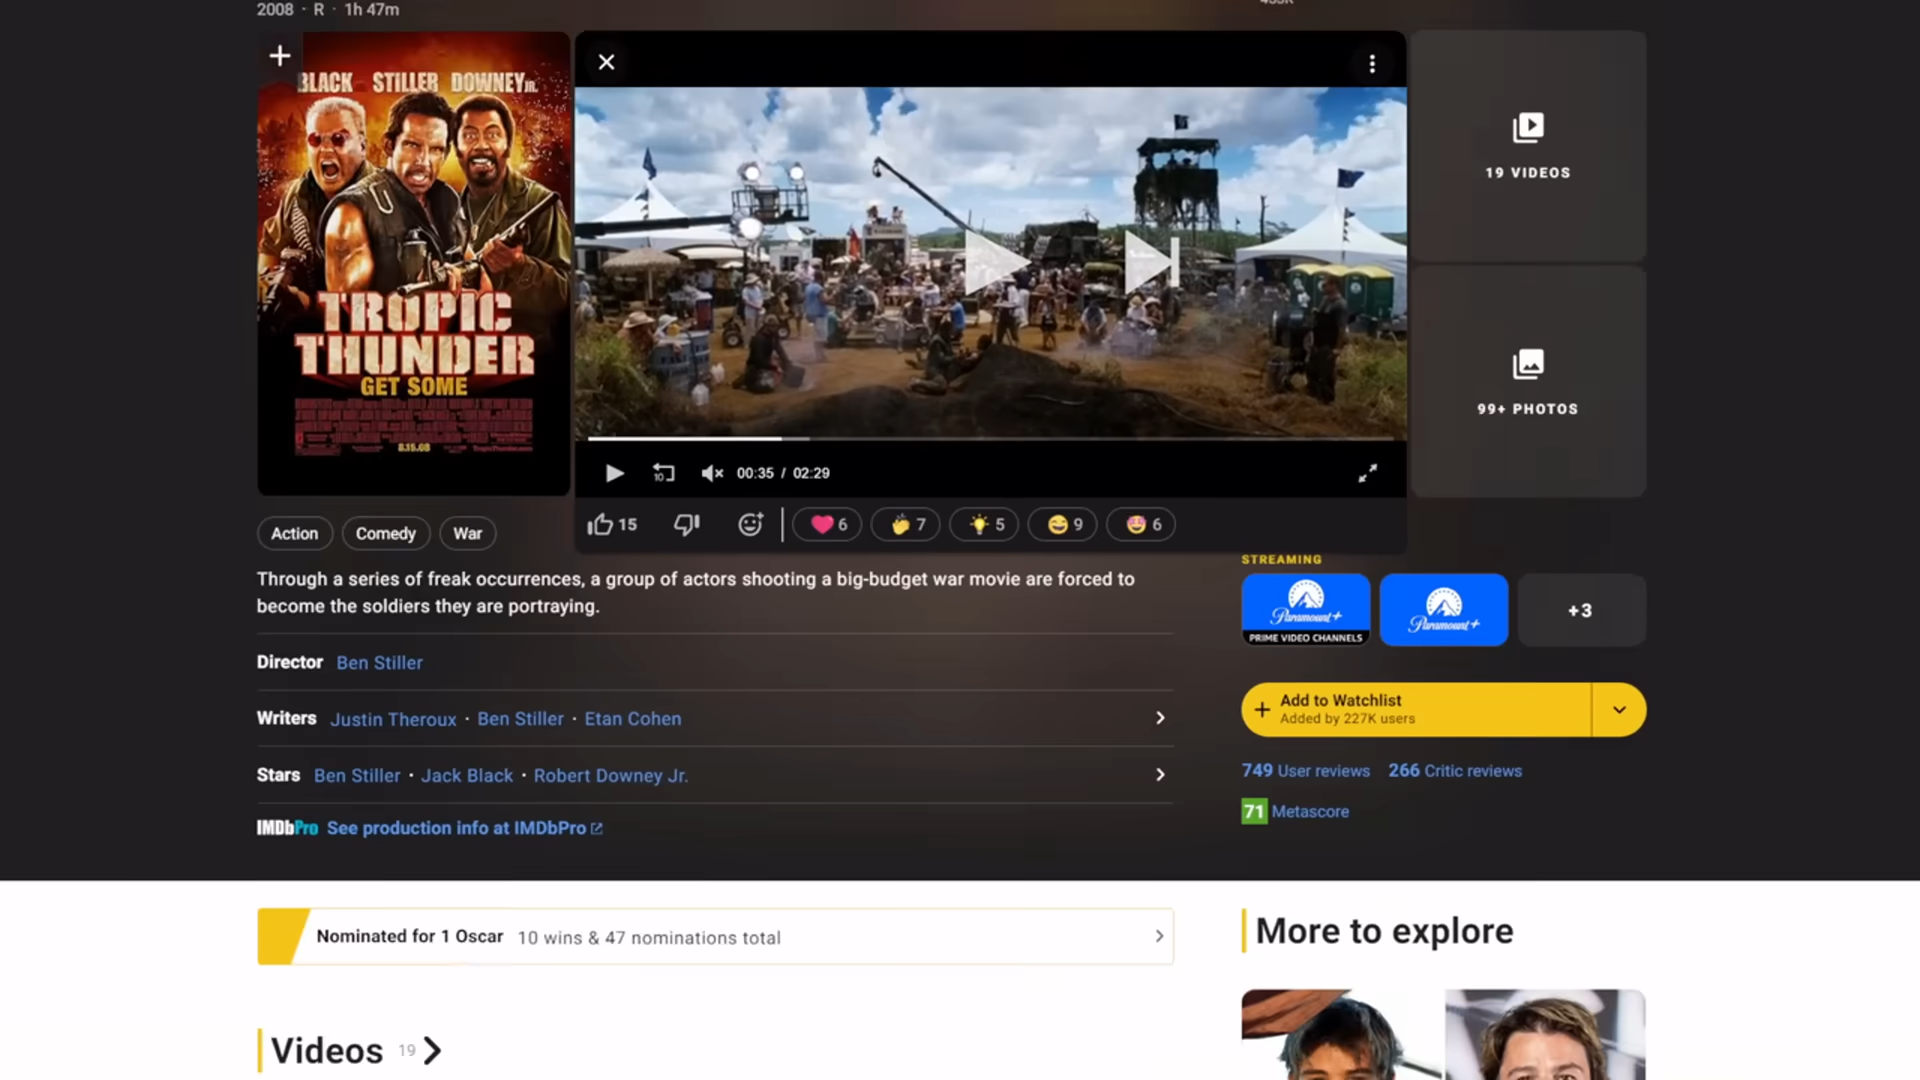 2008 · R · 1h 47m
BLACK STILLER DOWNEY JR.
TROPIC
THUNDER
GET SOME
8.15.08
19 VIDEOS
99+ PHOTOS
10
00:35 / 02:29
15
6
7
5
9
6
Action
Comedy
War
Through a series of freak occurrences, a group of actors shooting a big-budget war movie are forced to
become the soldiers they are portraying.
Director Ben Stiller
Writers Justin Theroux · Ben Stiller · Etan Cohen
Stars Ben Stiller · Jack Black · Robert Downey Jr.
IMDbPro See production info at IMDbPro
STREAMING
Paramount+
PRIME VIDEO CHANNELS
Paramount+
+3
Add to Watchlist
Added by 227K users
749 User reviews 266 Critic reviews
71 Metascore
Nominated for 1 Oscar 10 wins & 47 nominations total
More to explore
Videos 19